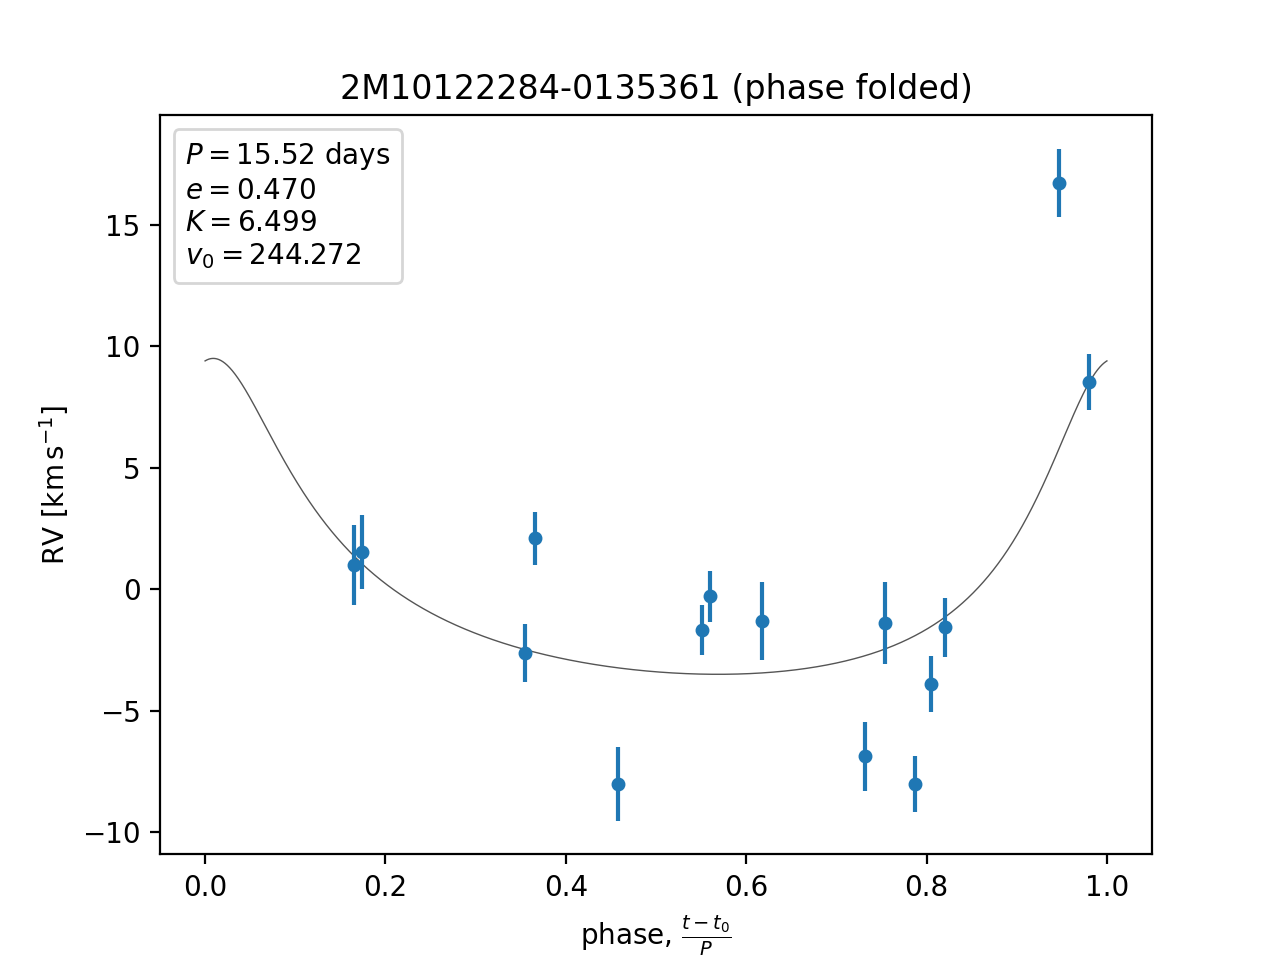 2M10122284-0135361 (phase folded)
P = 15.52 days
e = 0.470
K = 6.499
v₀ = 244.272
RV [km s⁻¹]
15
10
5
0
−5
−10
0.0 0.2 0.4 0.6 0.8 1.0
phase, (t − t₀)/P